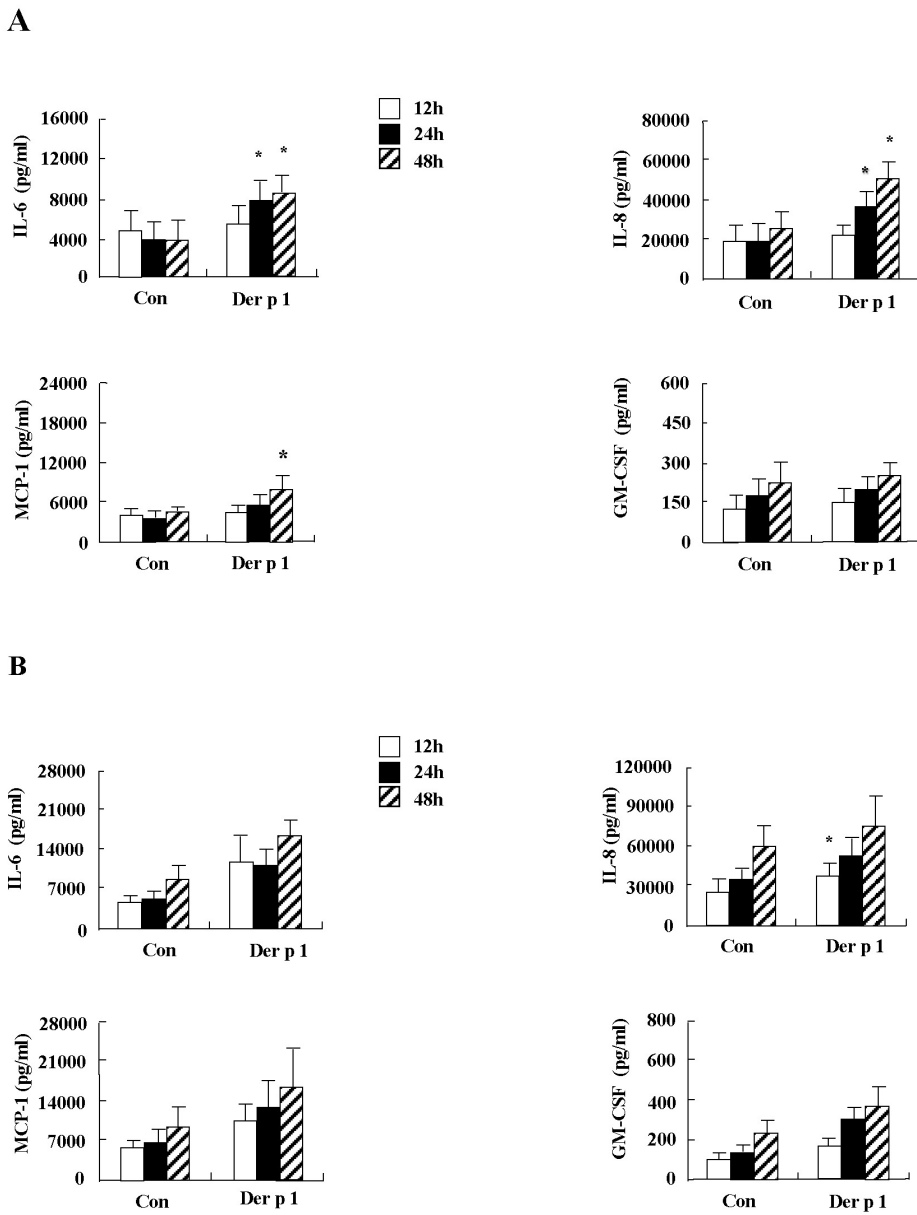 A
IL-6 (pg/ml)
16000
12000
8000
4000
0
* *
Con Der p 1
12h
24h
48h
IL-8 (pg/ml)
80000
60000
40000
20000
0
* *
Con Der p 1
MCP-1 (pg/ml)
24000
18000
12000
6000
0
*
Con Der p 1
GM-CSF (pg/ml)
600
450
300
150
0
Con Der p 1
B
IL-6 (pg/ml)
28000
21000
14000
7000
0
Con Der p 1
12h
24h
48h
IL-8 (pg/ml)
120000
90000
60000
30000
0
*
Con Der p 1
MCP-1 (pg/ml)
28000
21000
14000
7000
0
Con Der p 1
GM-CSF (pg/ml)
800
600
400
200
0
Con Der p 1